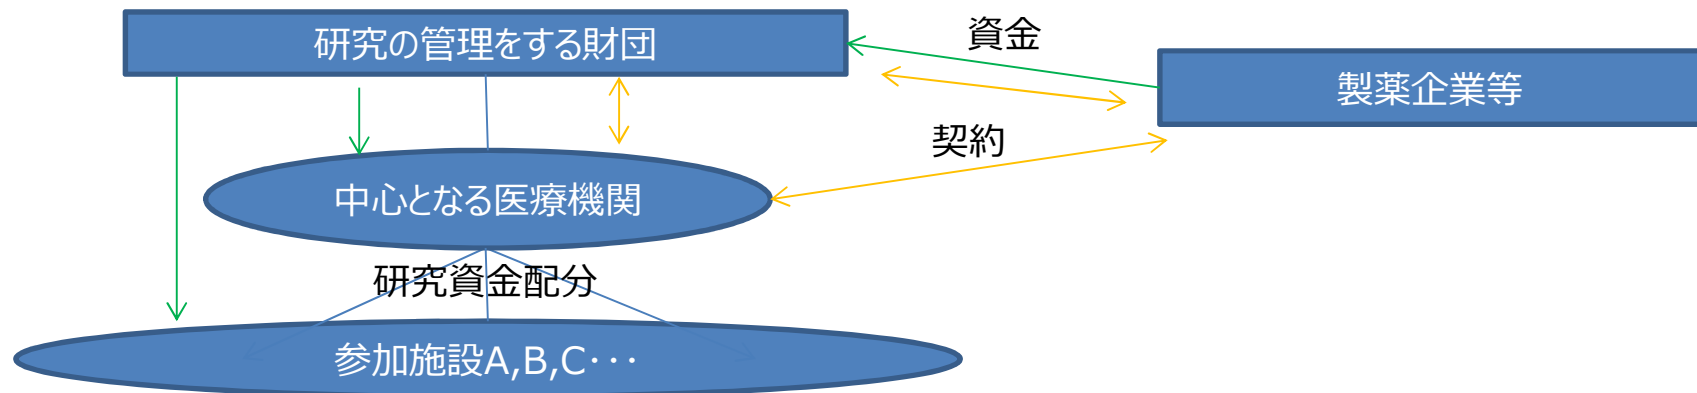 研究の管理をする財団
資金
製薬企業等
契約
中心となる医療機関
研究資金配分
参加施設A,B,C・・・